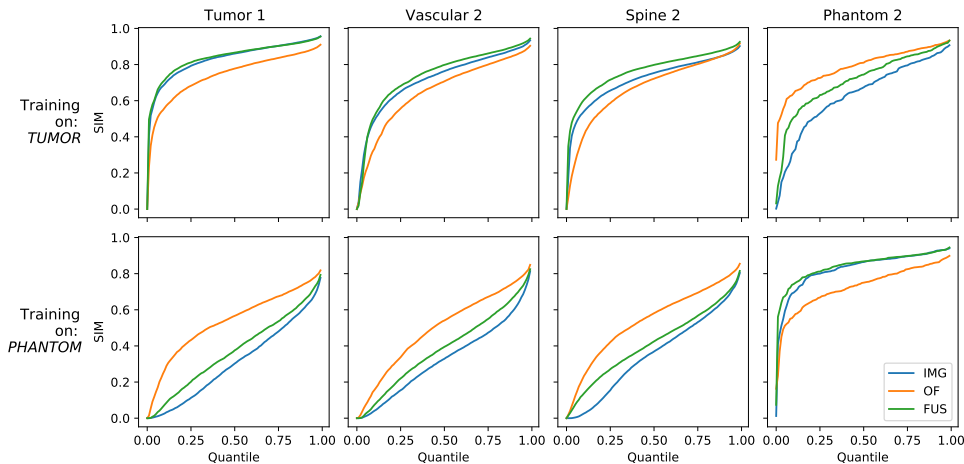 Tumor 1
Vascular 2
Spine 2
Phantom 2
Training
on:
TUMOR
SIM
1.0
0.8
0.6
0.4
0.2
0.0
Training
on:
PHANTOM
SIM
1.0
0.8
0.6
0.4
0.2
0.0
IMG
OF
FUS
0.00 0.25 0.50 0.75 1.00
0.00 0.25 0.50 0.75 1.00
0.00 0.25 0.50 0.75 1.00
0.00 0.25 0.50 0.75 1.00
Quantile
Quantile
Quantile
Quantile